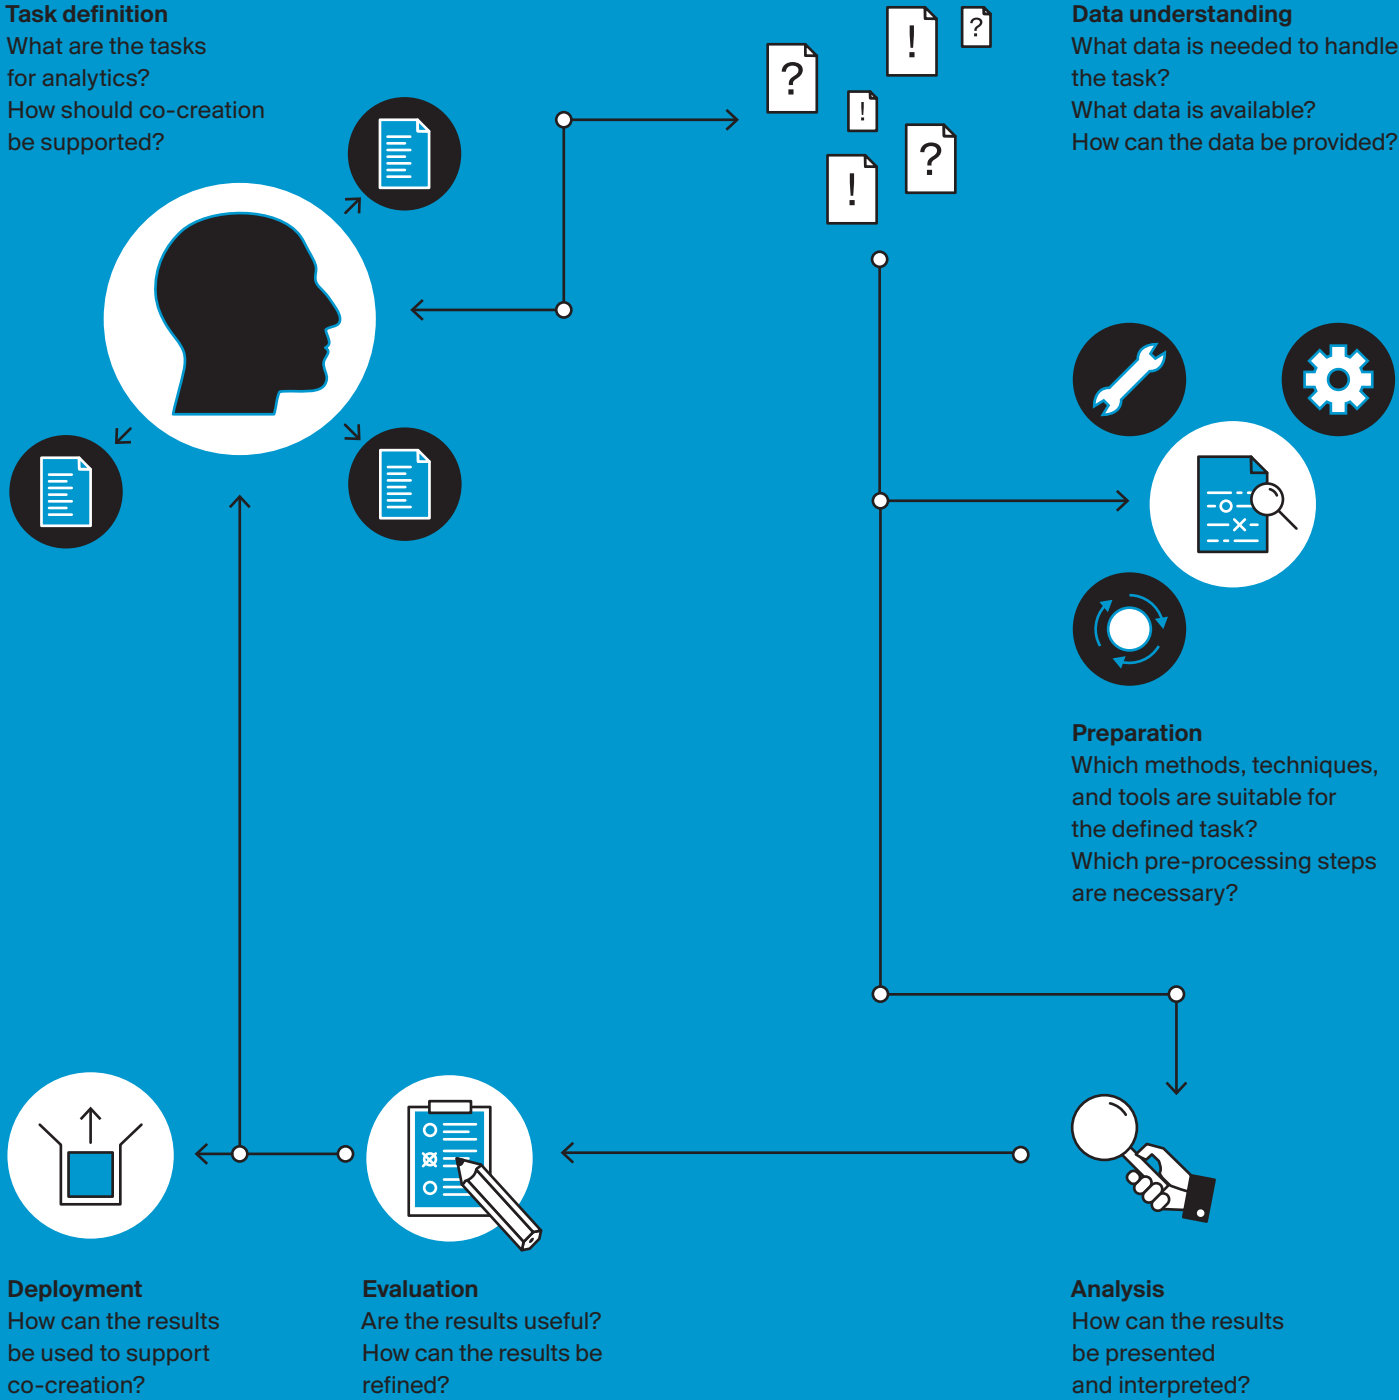 Task definition
What are the tasks
for analytics?
How should co-creation
be supported?
! ?
?
!
?
!
Data understanding
What data is needed to handle
the task?
What data is available?
How can the data be provided?
Preparation
Which methods, techniques,
and tools are suitable for
the defined task?
Which pre-processing steps
are necessary?
Deployment
How can the results
be used to support
co-creation?
Evaluation
Are the results useful?
How can the results be
refined?
Analysis
How can the results
be presented
and interpreted?